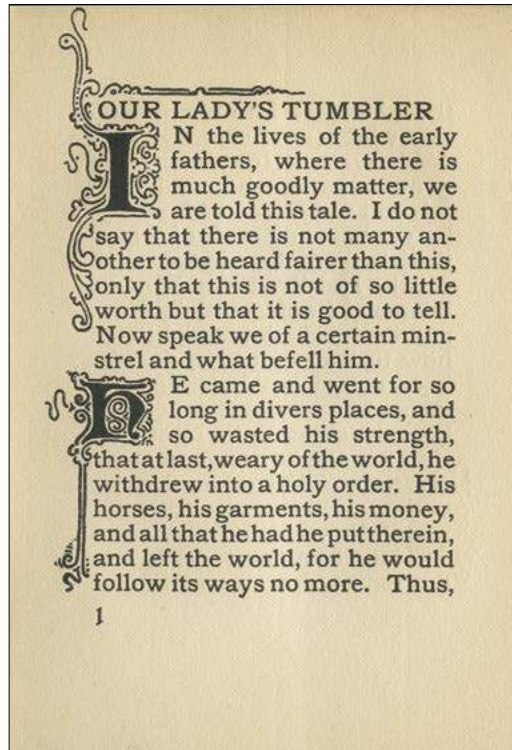 OUR LADY'S TUMBLER
IN the lives of the early
fathers, where there is
much goodly matter, we
are told this tale. I do not
say that there is not many an-
other to be heard fairer than this,
only that this is not of so little
worth but that it is good to tell.
Now speak we of a certain min-
strel and what befell him.
HE came and went for so
long in divers places, and
so wasted his strength,
that at last, weary of the world, he
withdrew into a holy order. His
horses, his garments, his money,
and all that he had he put therein,
and left the world, for he would
follow its ways no more. Thus,
1